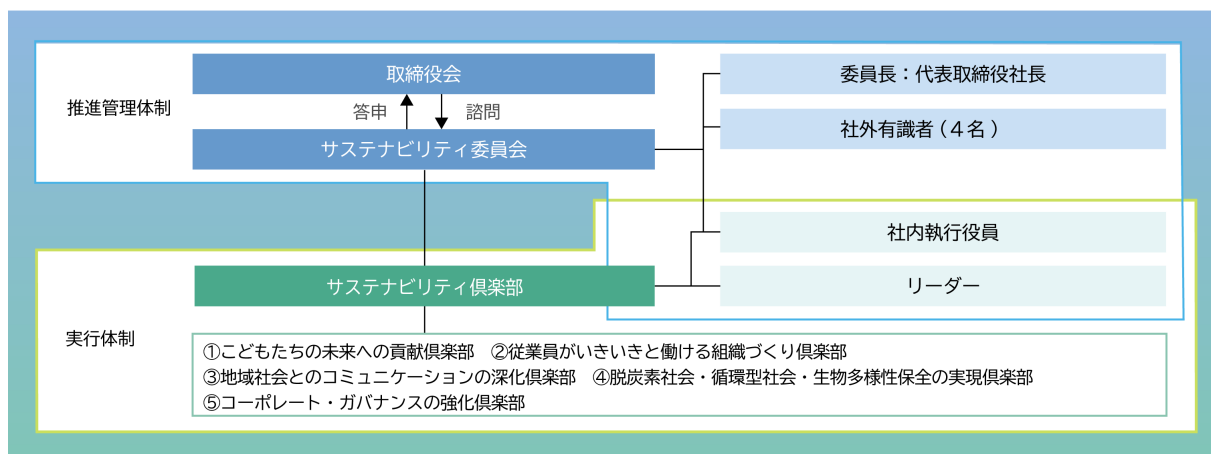 推進管理体制
取締役会
答申
諮問
サステナビリティ委員会
委員長：代表取締役社長
社外有識者（４名）
社内執行役員
リーダー
サステナビリティ倶楽部
実行体制
①こどもたちの未来への貢献倶楽部　②従業員がいきいきと働ける組織づくり倶楽部
③地域社会とのコミュニケーションの深化倶楽部　④脱炭素社会・循環型社会・生物多様性保全の実現倶楽部
⑤コーポレート・ガバナンスの強化倶楽部